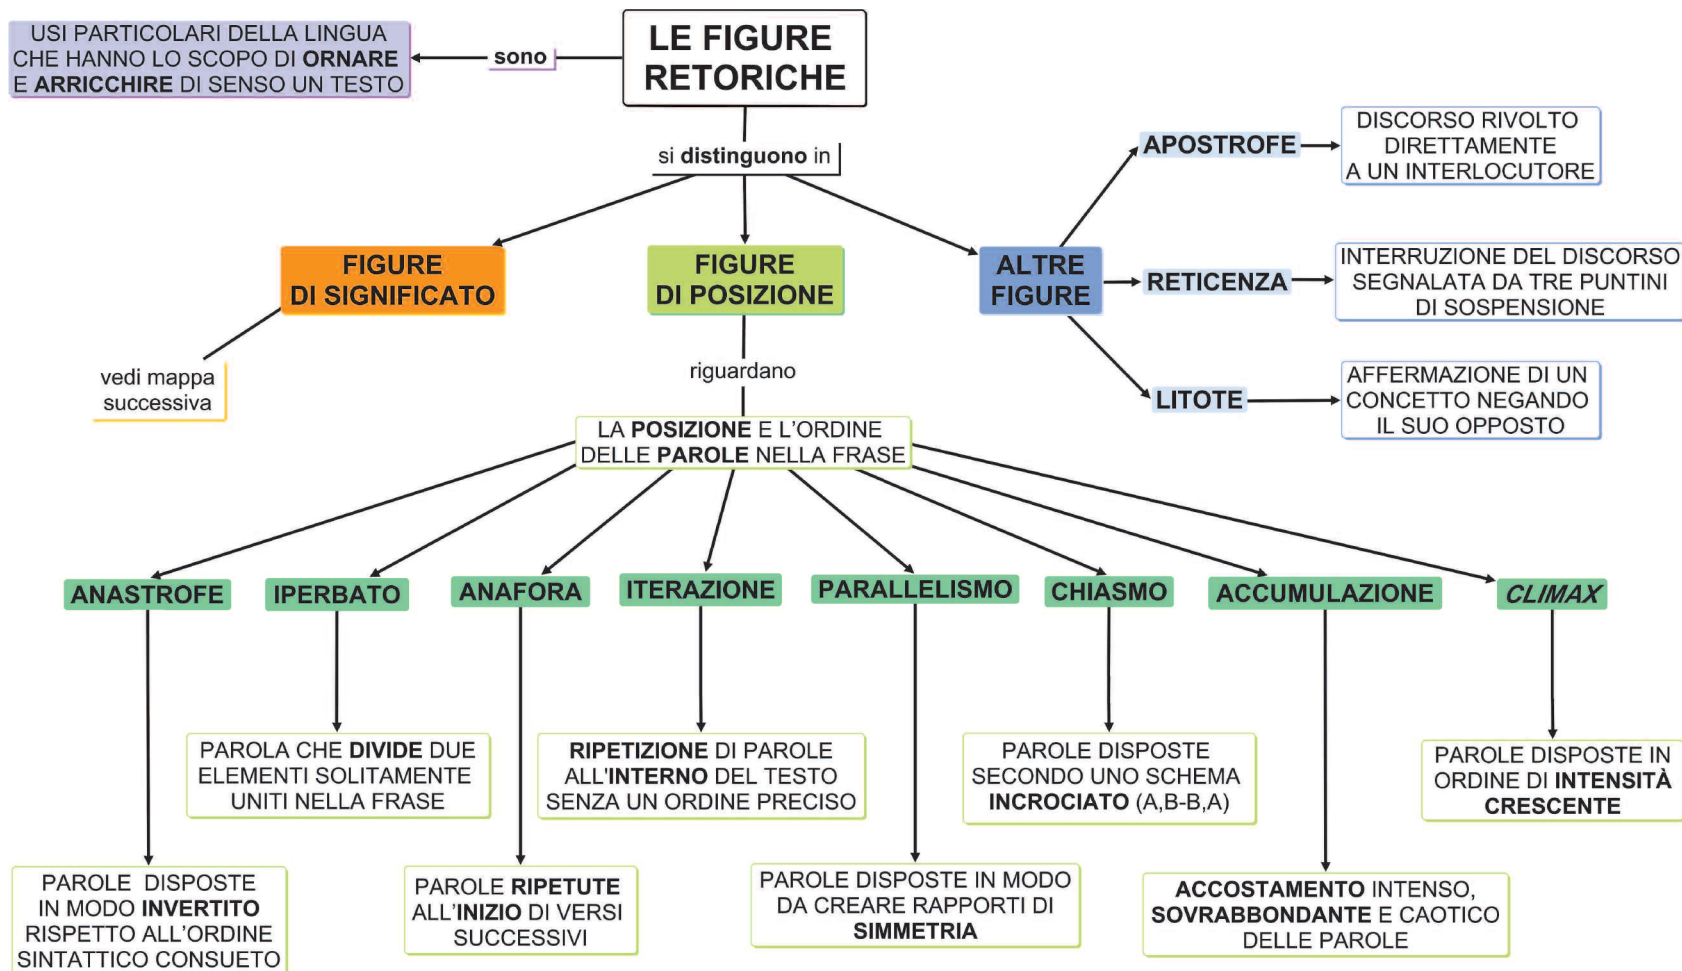 USI PARTICOLARI DELLA LINGUA
CHE HANNO LO SCOPO DI ORNARE
E ARRICCHIRE DI SENSO UN TESTO
sono
LE FIGURE
RETORICHE
si distinguono in
FIGURE
DI SIGNIFICATO
vedi mappa
successiva
FIGURE
DI POSIZIONE
riguardano
LA POSIZIONE E L'ORDINE
DELLE PAROLE NELLA FRASE
ALTRE
FIGURE
APOSTROFE
DISCORSO RIVOLTO
DIRETTAMENTE
A UN INTERLOCUTORE
RETICENZA
INTERRUZIONE DEL DISCORSO
SEGNALATA DA TRE PUNTINI
DI SOSPENSIONE
LITOTE
AFFERMAZIONE DI UN
CONCETTO NEGANDO
IL SUO OPPOSTO
ANASTROFE
PAROLE DISPOSTE
IN MODO INVERTITO
RISPETTO ALL'ORDINE
SINTATTICO CONSUETO
IPERBATO
PAROLA CHE DIVIDE DUE
ELEMENTI SOLITAMENTE
UNITI NELLA FRASE
ANAFORA
PAROLE RIPETUTE
ALL'INIZIO DI VERSI
SUCCESSIVI
ITERAZIONE
RIPETIZIONE DI PAROLE
ALL'INTERNO DEL TESTO
SENZA UN ORDINE PRECISO
PARALLELISMO
PAROLE DISPOSTE IN MODO
DA CREARE RAPPORTI DI
SIMMETRIA
CHIASMO
PAROLE DISPOSTE
SECONDO UNO SCHEMA
INCROCIATO (A,B-B,A)
ACCUMULAZIONE
ACCOSTAMENTO INTENSO,
SOVRABBONDANTE E CAOTICO
DELLE PAROLE
CLIMAX
PAROLE DISPOSTE IN
ORDINE DI INTENSITÀ
CRESCENTE